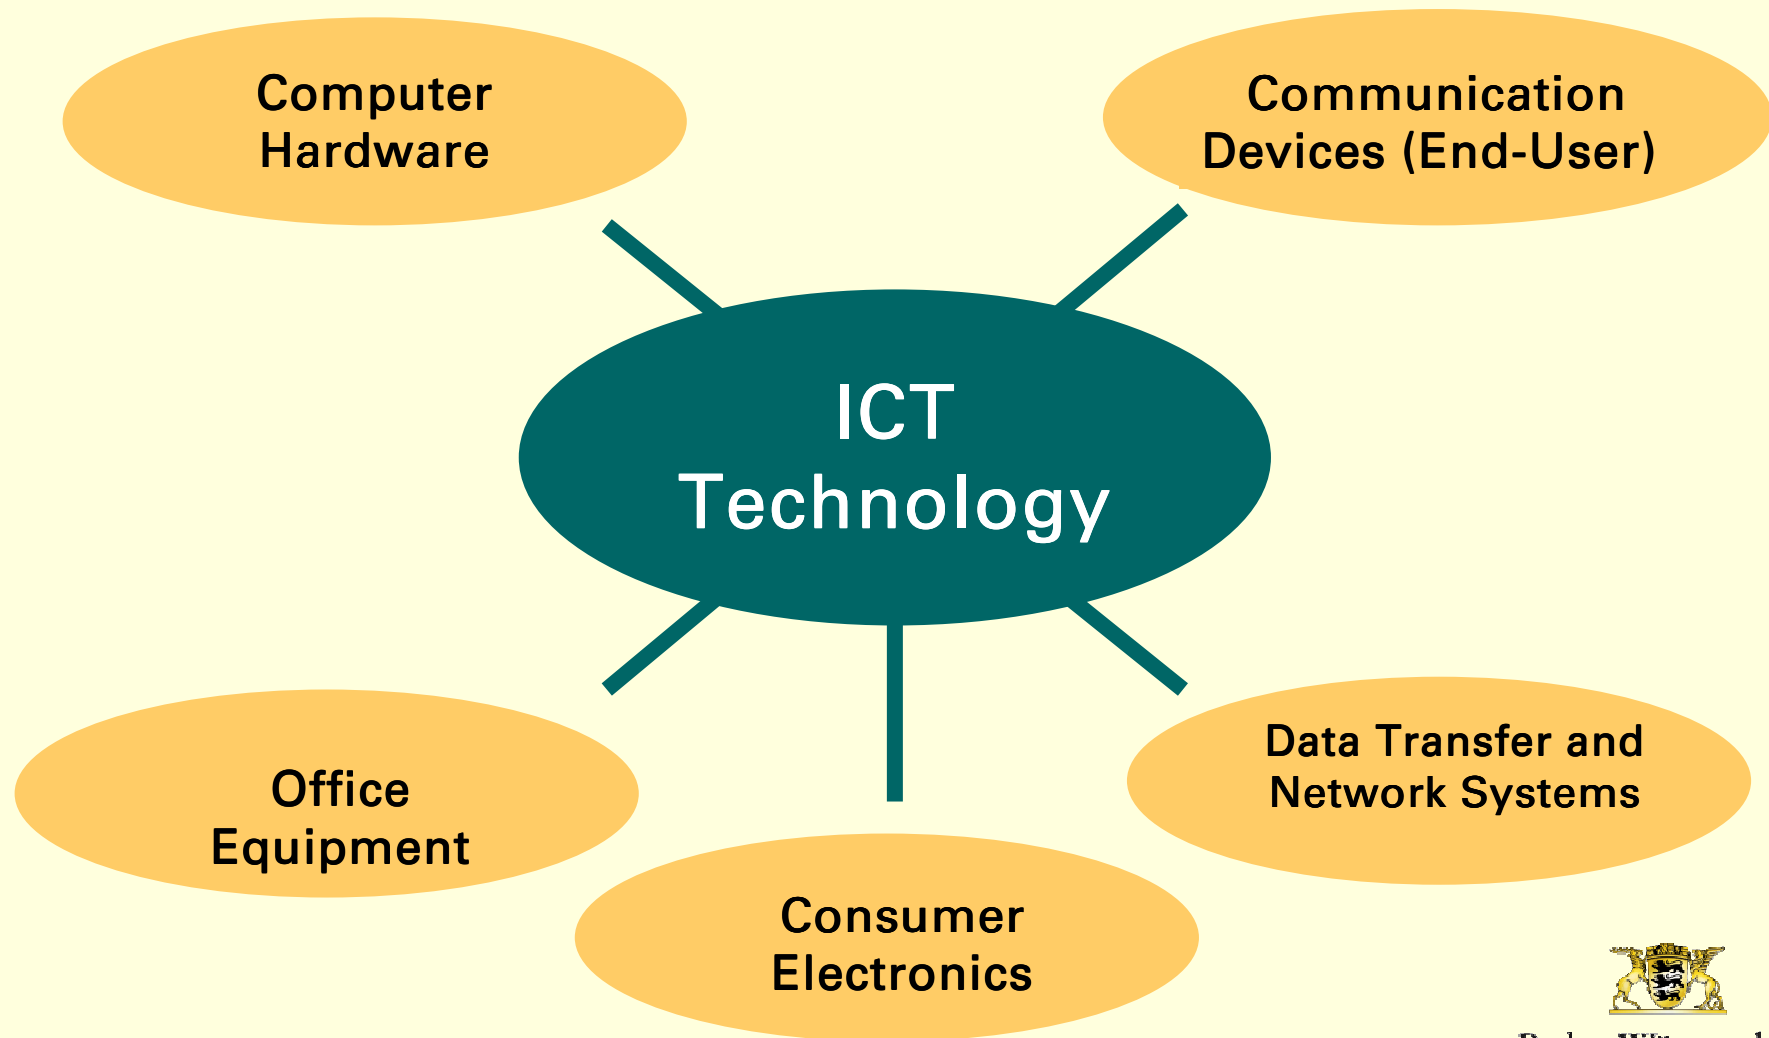 Computer
Hardware
Communication
Devices (End-User)
ICT
Technology
Office
Equipment
Consumer
Electronics
Data Transfer and
Network Systems